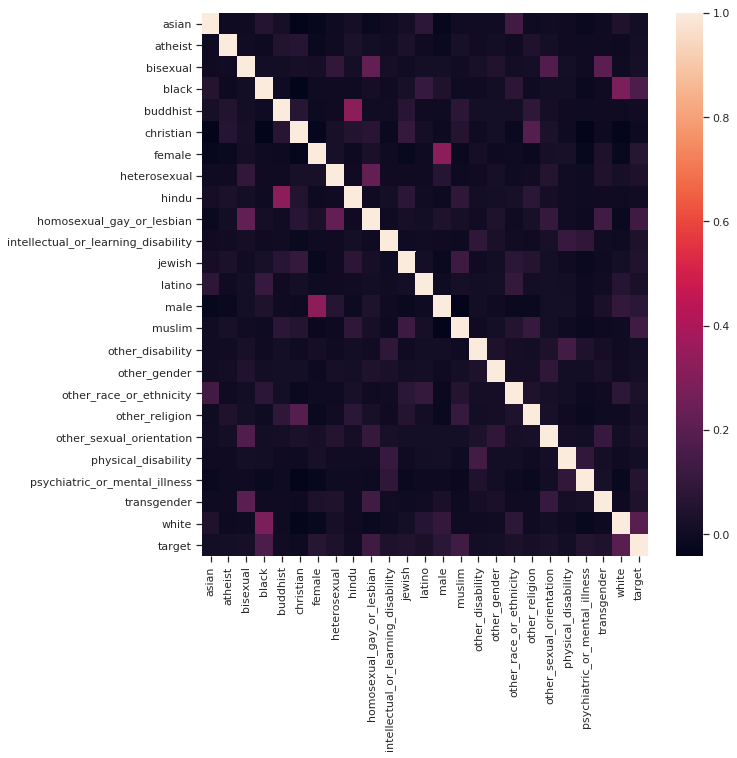 asian
atheist
bisexual
black
buddhist
christian
female
heterosexual
hindu
homosexual_gay_or_lesbian
intellectual_or_learning_disability
jewish
latino
male
muslim
other_disability
other_gender
other_race_or_ethnicity
other_religion
other_sexual_orientation
physical_disability
psychiatric_or_mental_illness
transgender
white
target
asian
atheist
bisexual
black
buddhist
christian
female
heterosexual
hindu
homosexual_gay_or_lesbian
intellectual_or_learning_disability
jewish
latino
male
muslim
other_disability
other_gender
other_race_or_ethnicity
other_religion
other_sexual_orientation
physical_disability
psychiatric_or_mental_illness
transgender
white
target
1.0
0.8
0.6
0.4
0.2
0.0